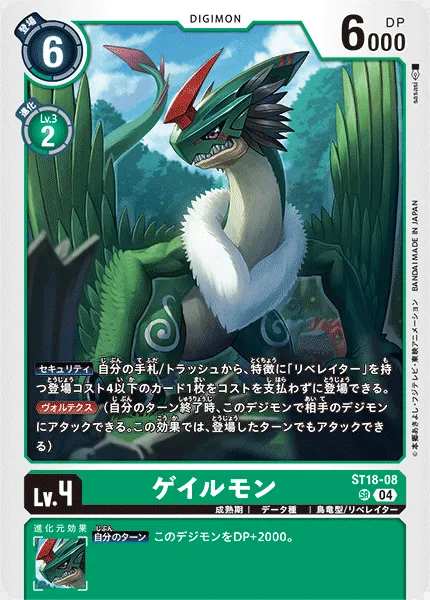 DIGIMON
登場
6
6000
DP
進化
Lv.3
2
sasasi
©本郷あきよし・フジテレビ・東映アニメーション BANDAI MADE IN JAPAN
セキュリティ 自分の手札/トラッシュから、特徴に「リベレイター」を持
つ登場コスト4以下のカード1枚をコストを支払わずに登場できる。
ヴォルテクス (自分のターン終了時、このデジモンで相手のデジモン
にアタックできる。この効果では、登場したターンでもアタックでき
る)
Lv.4
ゲイルモン
ST18-08
SR 04
成熟期 | データ種 | 鳥竜型/リベレイター
進化元効果
自分のターン このデジモンをDP+2000。